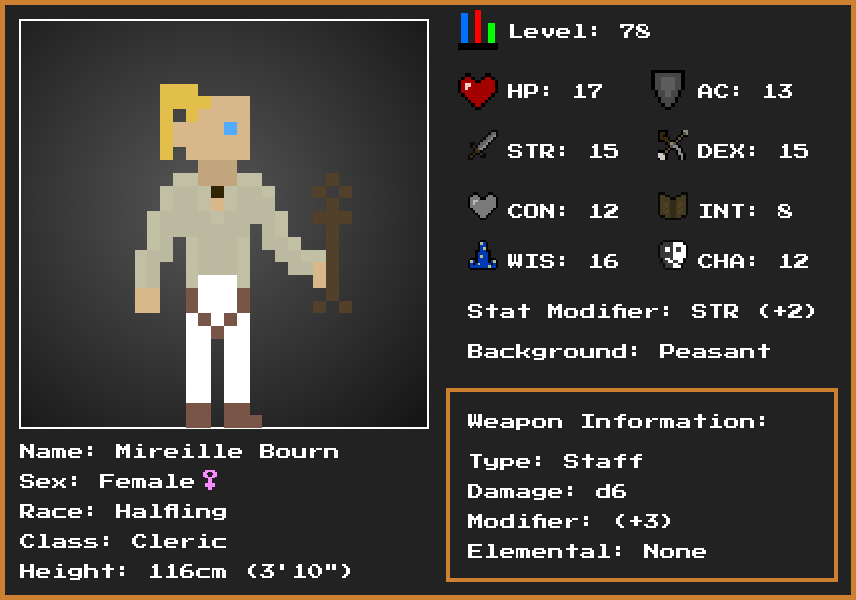 Level: 78
HP: 17
AC: 13
STR: 15
DEX: 15
CON: 12
INT: 8
WIS: 16
CHA: 12
Stat Modifier: STR (+2)
Background: Peasant
Weapon Information:
Type: Staff
Damage: d6
Modifier: (+3)
Elemental: None
Name: Mireille Bourn
Sex: Female♀
Race: Halfling
Class: Cleric
Height: 116cm (3'10")